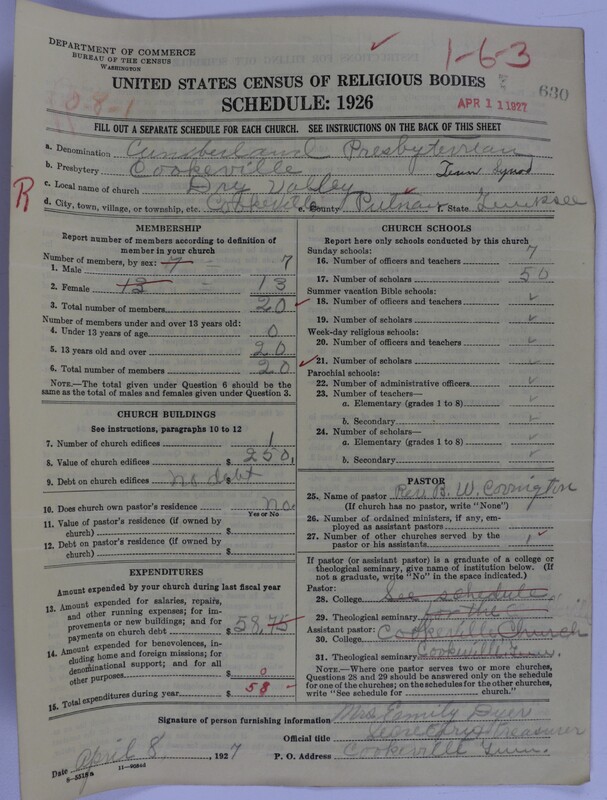 DEPARTMENT OF COMMERCE
BUREAU OF THE CENSUS
WASHINGTON
1-6-3
630
APR 11 1927
UNITED STATES CENSUS OF RELIGIOUS BODIES
SCHEDULE: 1926
FILL OUT A SEPARATE SCHEDULE FOR EACH CHURCH. SEE INSTRUCTIONS ON THE BACK OF THIS SHEET
a. Denomination Cumberland Presbyterian
b. Presbytery Cookeville Tenn Synod
c. Local name of church Dry Valley
R
d. City, town, village, or township, etc. Cookeville e. County Putnam f. State Tennessee
MEMBERSHIP
Report number of members according to definition of
member in your church
Number of members, by sex: 7
1. Male 7
2. Female 13 13
3. Total number of members 20
Number of members under and over 13 years old:
4. Under 13 years of age 0
5. 13 years old and over 20
6. Total number of members 20
NOTE.—The total given under Question 6 should be
the same as the total of males and females given under Question 3.
CHURCH BUILDINGS
See instructions, paragraphs 10 to 12
7. Number of church edifices 1
8. Value of church edifices $ 250.
9. Debt on church edifices no debt $
10. Does church own pastor's residence no
Yes or No
11. Value of pastor's residence (if owned by
church) $
12. Debt on pastor's residence (if owned by
church) $
EXPENDITURES
Amount expended by your church during last fiscal year
13. Amount expended for salaries, repairs,
and other running expenses; for im-
provements or new buildings; and for
payments on church debt $ 58.75
14. Amount expended for benevolences, in-
cluding home and foreign missions; for
denominational support; and for all
other purposes $ 0
15. Total expenditures during year $ 58
CHURCH SCHOOLS
Report here only schools conducted by this church
Sunday schools:
16. Number of officers and teachers 7
17. Number of scholars 50
Summer vacation Bible schools:
18. Number of officers and teachers
19. Number of scholars
Week-day religious schools:
20. Number of officers and teachers
21. Number of scholars
Parochial schools:
22. Number of administrative officers
23. Number of teachers—
a. Elementary (grades 1 to 8)
b. Secondary
24. Number of scholars—
a. Elementary (grades 1 to 8)
b. Secondary
PASTOR
25. Name of pastor Rev. B. W. Covington
(If church has no pastor, write "None")
26. Number of ordained ministers, if any, em-
ployed as assistant pastors
27. Number of other churches served by the
pastor or his assistants 1
If pastor (or assistant pastor) is a graduate of a college or
theological seminary, give name of institution below. (If
not a graduate, write "No" in the space indicated.)
Pastor:
28. College See schedule
29. Theological seminary for the
Assistant pastor: Cookeville Church
30. College
31. Theological seminary Cookeville, Tenn.
NOTE.—Where one pastor serves two or more churches,
Questions 28 and 29 should be answered only on the schedule
for one of the churches; on the schedules for the other churches,
write "See schedule for ______ church."
Signature of person furnishing information Mrs. Emily Dyer
Official title Secretary & Treasurer
Date April 8, 1927 P. O. Address Cookeville Tenn.
8-5518a